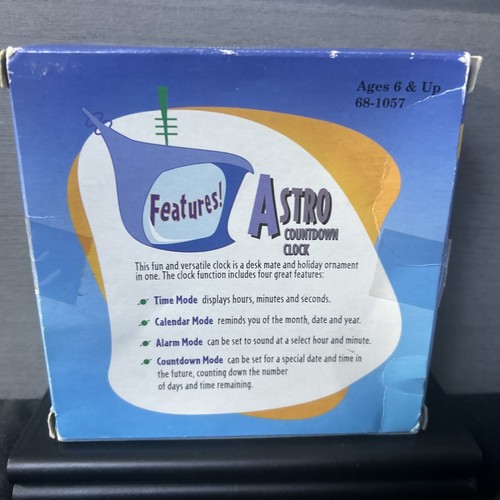 Ages 6 & Up
68-1057
Features!
ASTRO
COUNTDOWN
CLOCK
This fun and versatile clock is a desk mate and holiday ornament
in one. The clock function includes four great features:
Time Mode displays hours, minutes and seconds.
Calendar Mode reminds you of the month, date and year.
Alarm Mode can be set to sound at a select hour and minute.
Countdown Mode can be set for a special date and time in
the future, counting down the number
of days and time remaining.